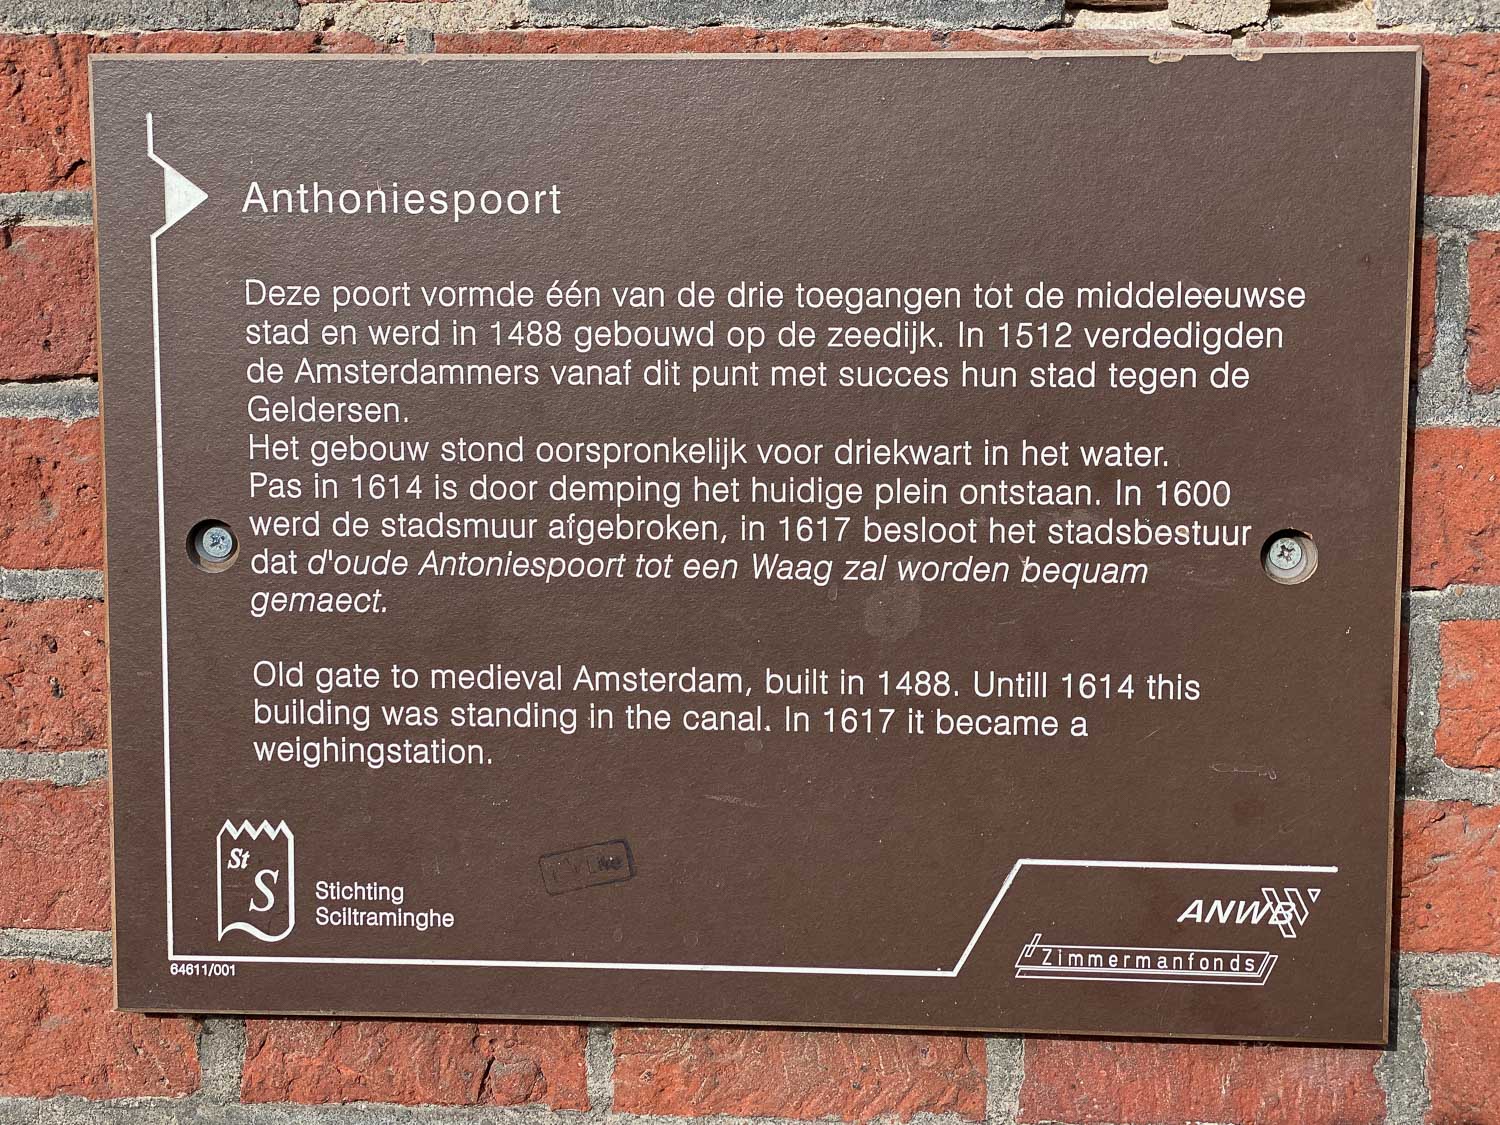 Anthoniespoort
Deze poort vormde één van de drie toegangen tot de middeleeuwse
stad en werd in 1488 gebouwd op de zeedijk. In 1512 verdedigden
de Amsterdammers vanaf dit punt met succes hun stad tegen de
Geldersen.
Het gebouw stond oorspronkelijk voor driekwart in het water.
Pas in 1614 is door demping het huidige plein ontstaan. In 1600
werd de stadsmuur afgebroken, in 1617 besloot het stadsbestuur
dat d'oude Antoniespoort tot een Waag zal worden bequam
gemaect.
Old gate to medieval Amsterdam, built in 1488. Untill 1614 this
building was standing in the canal. In 1617 it became a
weighingstation.
St
S
Stichting
Sciltraminghe
64611/001
ANWB
Zimmermanfonds